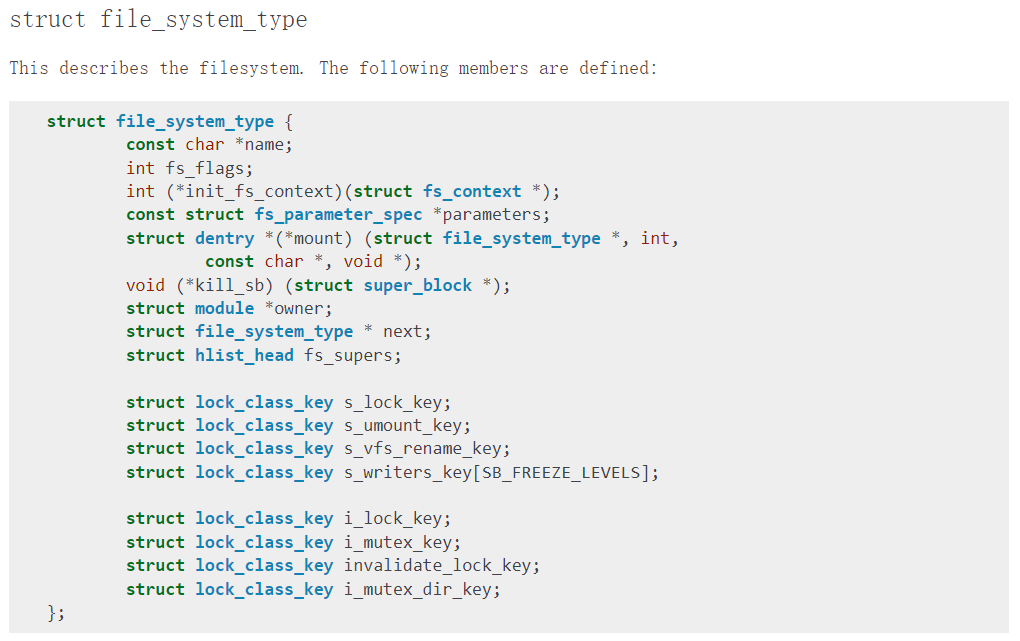 struct file_system_type
This describes the filesystem. The following members are defined:
struct file_system_type {
        const char *name;
        int fs_flags;
        int (*init_fs_context)(struct fs_context *);
        const struct fs_parameter_spec *parameters;
        struct dentry *(*mount) (struct file_system_type *, int,
                const char *, void *);
        void (*kill_sb) (struct super_block *);
        struct module *owner;
        struct file_system_type * next;
        struct hlist_head fs_supers;

        struct lock_class_key s_lock_key;
        struct lock_class_key s_umount_key;
        struct lock_class_key s_vfs_rename_key;
        struct lock_class_key s_writers_key[SB_FREEZE_LEVELS];

        struct lock_class_key i_lock_key;
        struct lock_class_key i_mutex_key;
        struct lock_class_key invalidate_lock_key;
        struct lock_class_key i_mutex_dir_key;
};